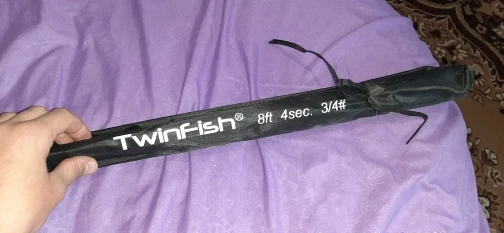 TwinFish® 8ft 4sec. 3/4#